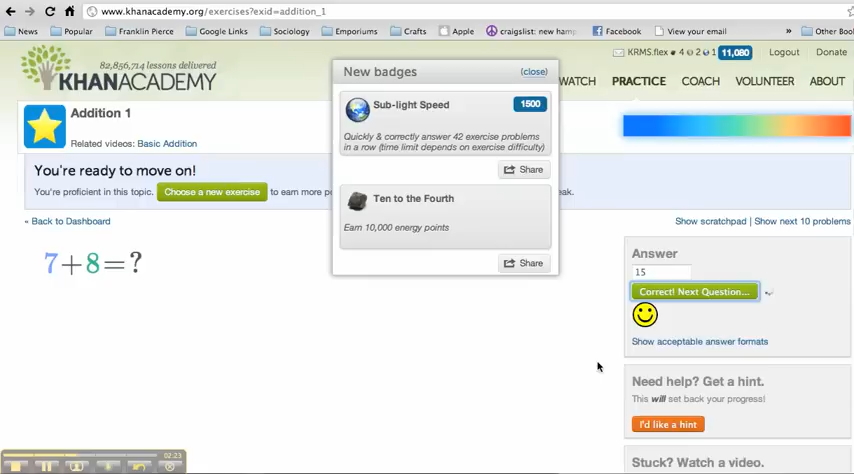 www.khanacademy.org/exercises?exid=addition_1
News Popular Franklin Pierce Google Links Sociology Emporiums Crafts Apple craigslist: new hamp Facebook View your email » Other Boo
82,856,714 lessons delivered
KHANACADEMY
KRMS.flex 4 2 1 11,080 Logout Donate
WATCH PRACTICE COACH VOLUNTEER ABOUT
New badges (close)
Sub-light Speed 1500
Quickly & correctly answer 42 exercise problems
in a row (time limit depends on exercise difficulty)
Share
Ten to the Fourth
Earn 10,000 energy points
Share
Addition 1
Related videos: Basic Addition
You're ready to move on!
You're proficient in this topic. Choose a new exercise to earn more po
eak.
« Back to Dashboard
Show scratchpad | Show next 10 problems
7+8=?
Answer
15
Correct! Next Question...
Show acceptable answer formats
Need help? Get a hint.
This will set back your progress!
I'd like a hint
Stuck? Watch a video.
02:23